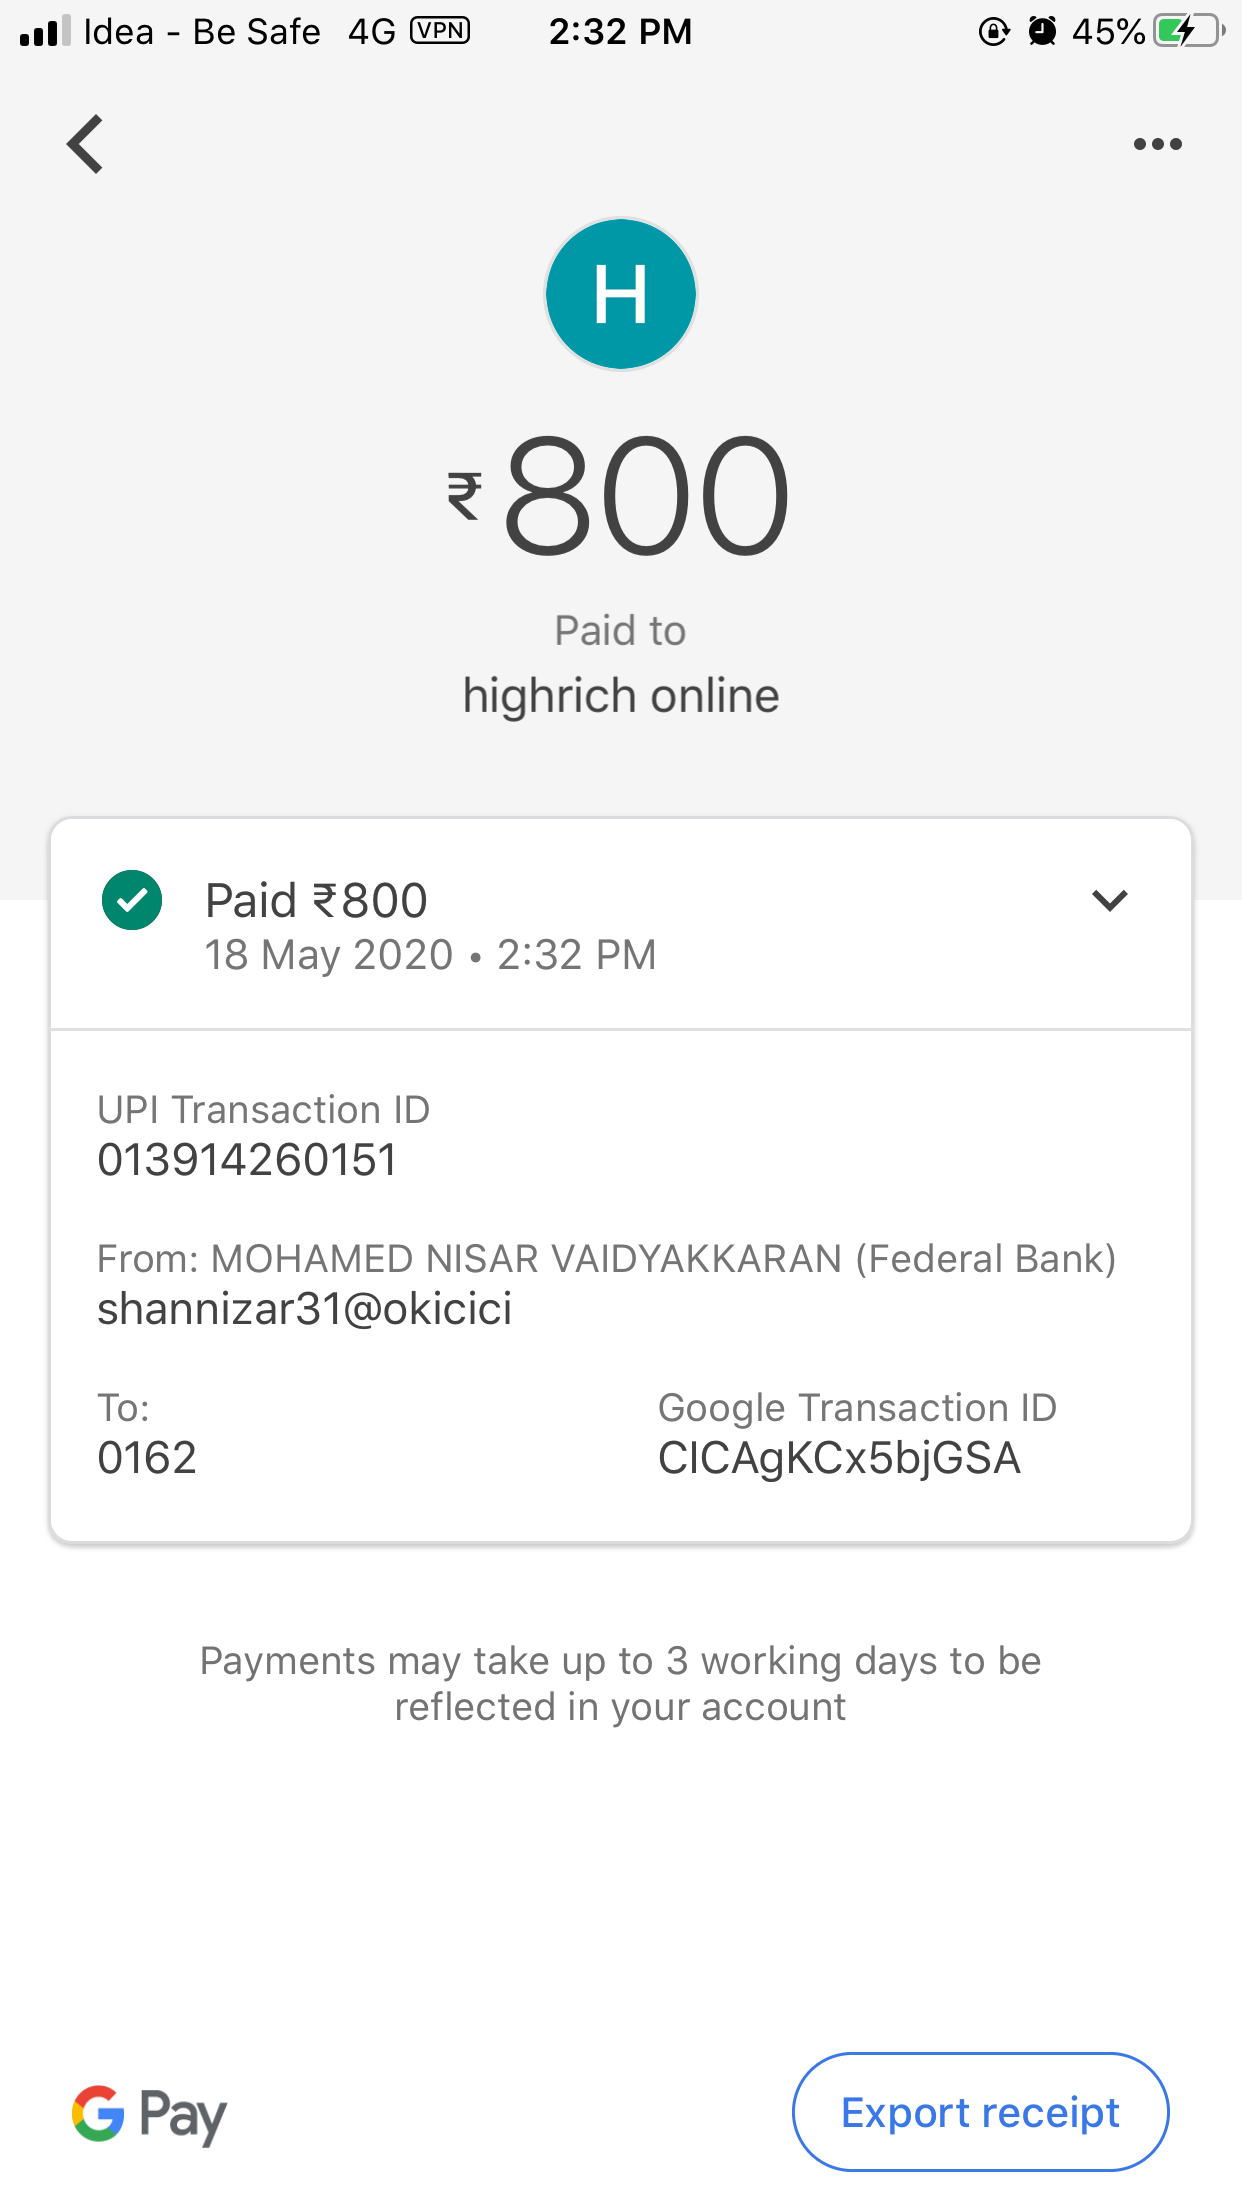 Idea - Be Safe 4G VPN 2:32 PM 45%
H
₹800
Paid to
highrich online
Paid ₹800
18 May 2020 • 2:32 PM
UPI Transaction ID
013914260151
From: MOHAMED NISAR VAIDYAKKARAN (Federal Bank)
shannizar31@okicici
To:
0162
Google Transaction ID
CICAgKCx5bjGSA
Payments may take up to 3 working days to be
reflected in your account
G Pay
Export receipt